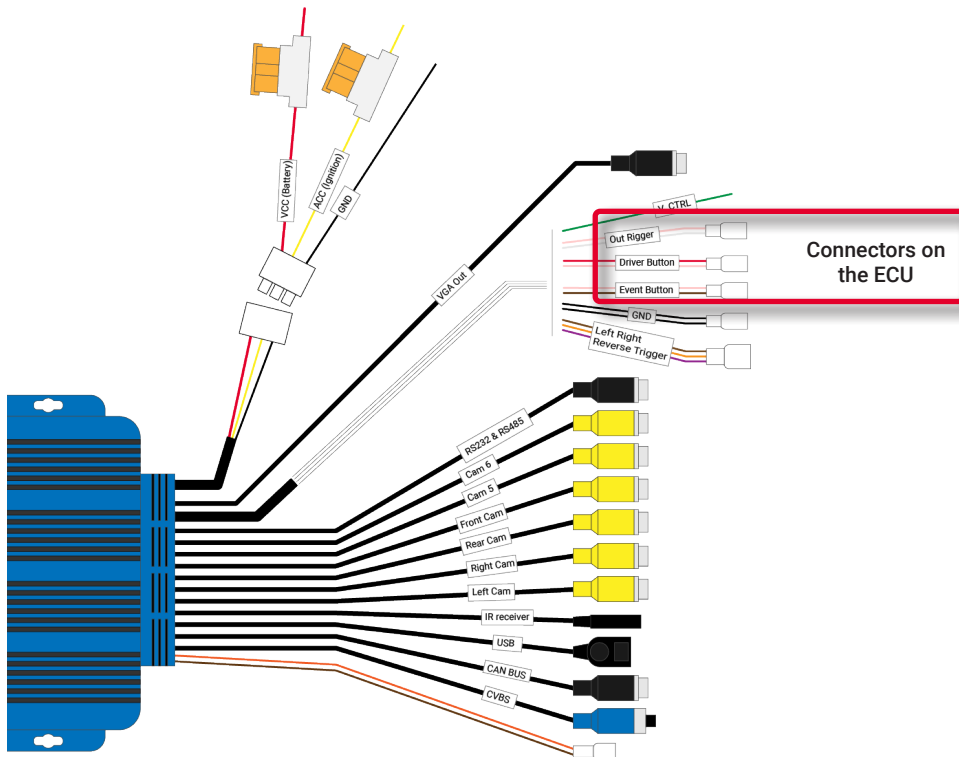 VCC (Battery)
ACC (Ignition)
GND
VGA Out
V_CTRL
Out Rigger
Driver Button
Event Button
Connectors on
the ECU
GND
Left Right
Reverse Trigger
RS232 & RS485
Cam 6
Cam 5
Front Cam
Rear Cam
Right Cam
Left Cam
IR receiver
USB
CAN BUS
CVBS